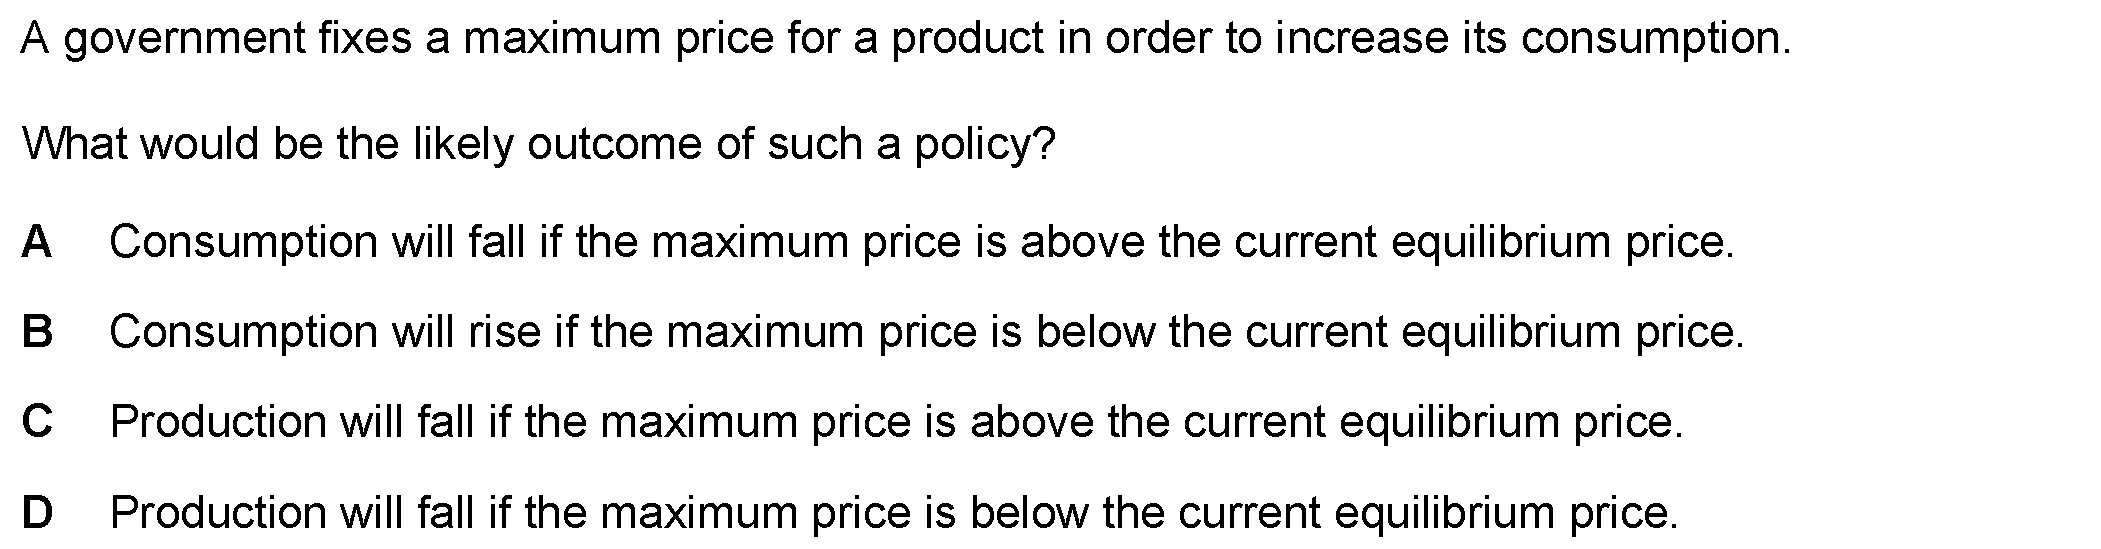 A government fixes a maximum price for a product in order to increase its consumption.
What would be the likely outcome of such a policy?
A Consumption will fall if the maximum price is above the current equilibrium price.
B Consumption will rise if the maximum price is below the current equilibrium price.
C Production will fall if the maximum price is above the current equilibrium price.
D Production will fall if the maximum price is below the current equilibrium price.